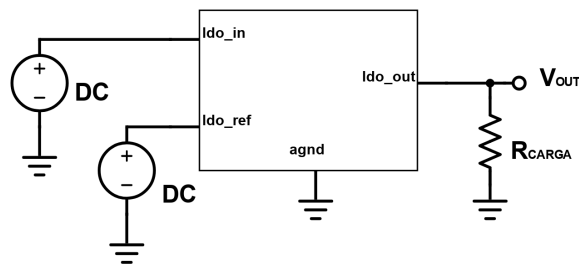 ldo_in
ldo_out
VOUT
DC
ldo_ref
agnd
RCARGA
DC